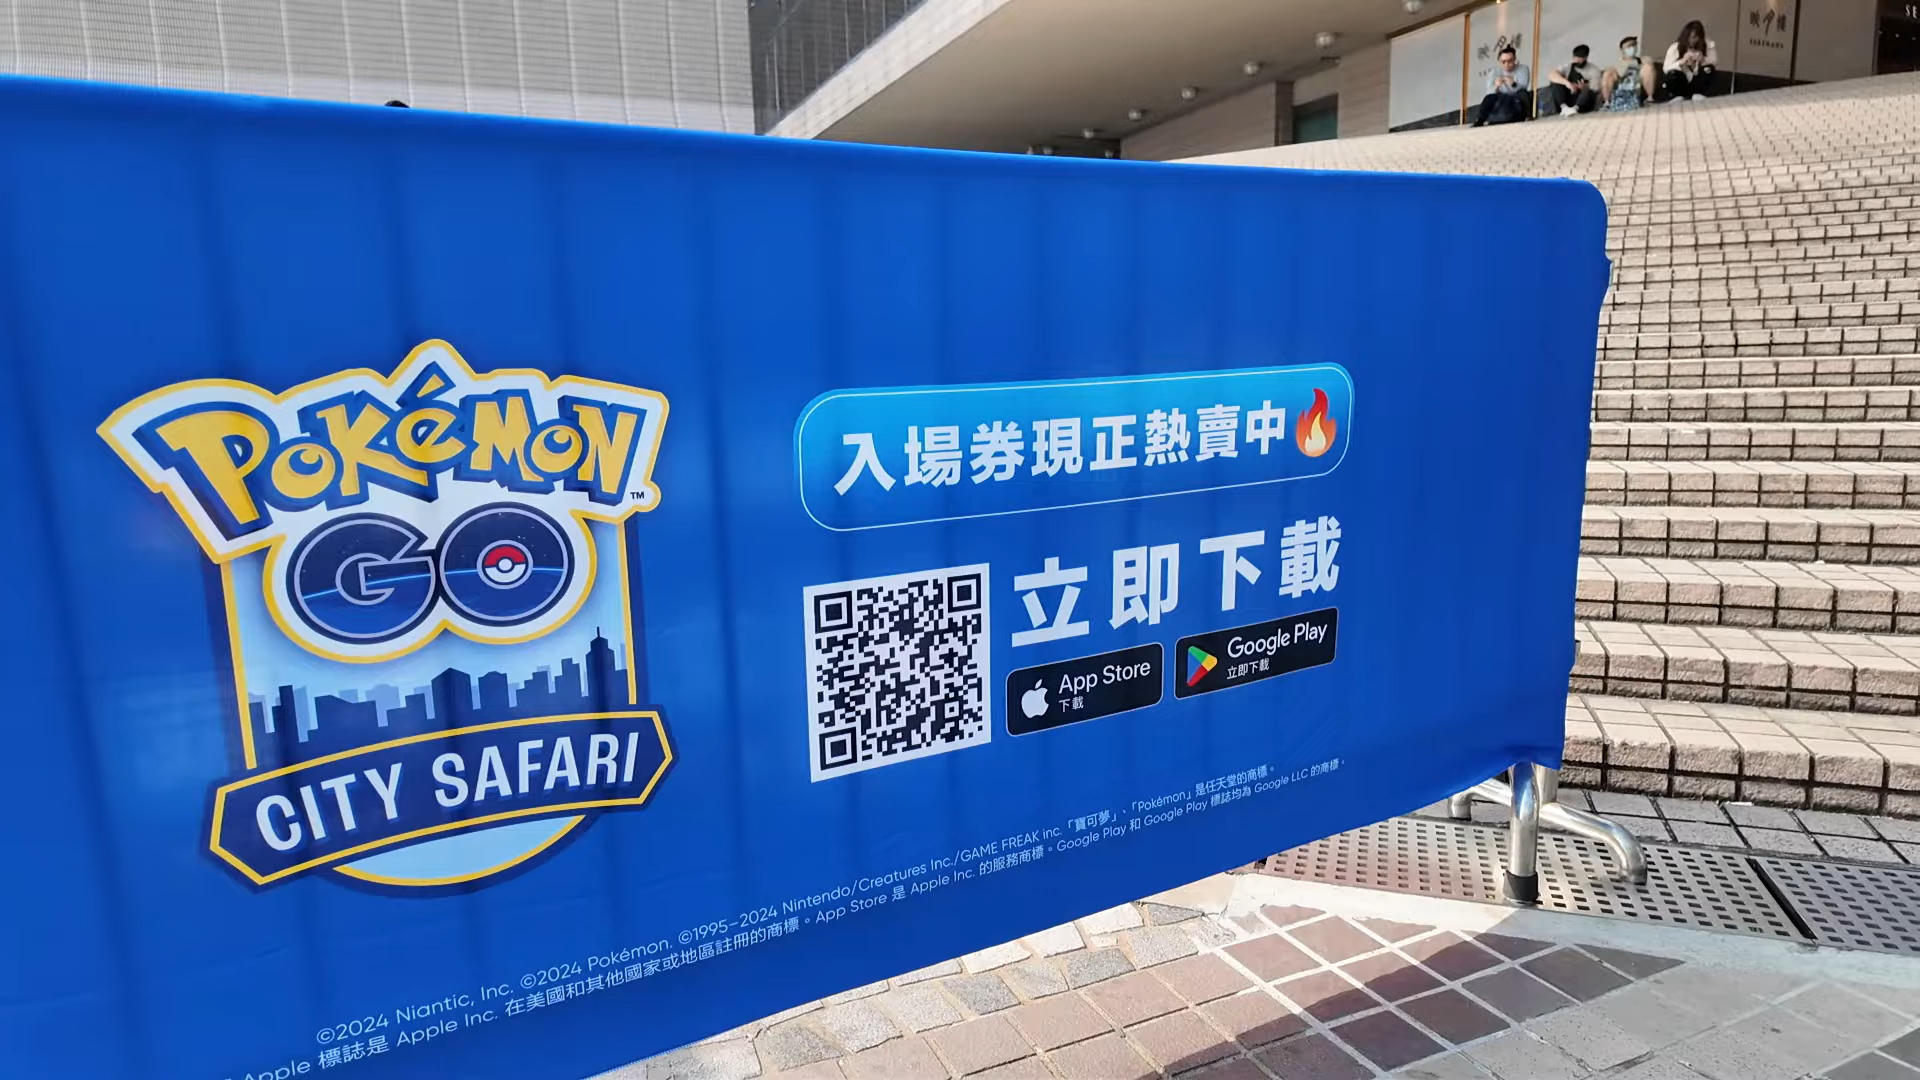 POKÉMON™
GO
CITY SAFARI
入場券現正熱賣中
立即下載
App Store
下載
Google Play
立即下載
©2024 Niantic, Inc. ©2024 Pokémon. ©1995–2024 Nintendo/Creatures Inc./GAME FREAK inc.「寶可夢」、「Pokémon」是任天堂的商標。
Apple 標誌是 Apple Inc. 在美國和其他國家或地區註冊的商標。App Store 是 Apple Inc. 的服務商標。Google Play 和 Google Play 標誌均為 Google LLC 的商標。